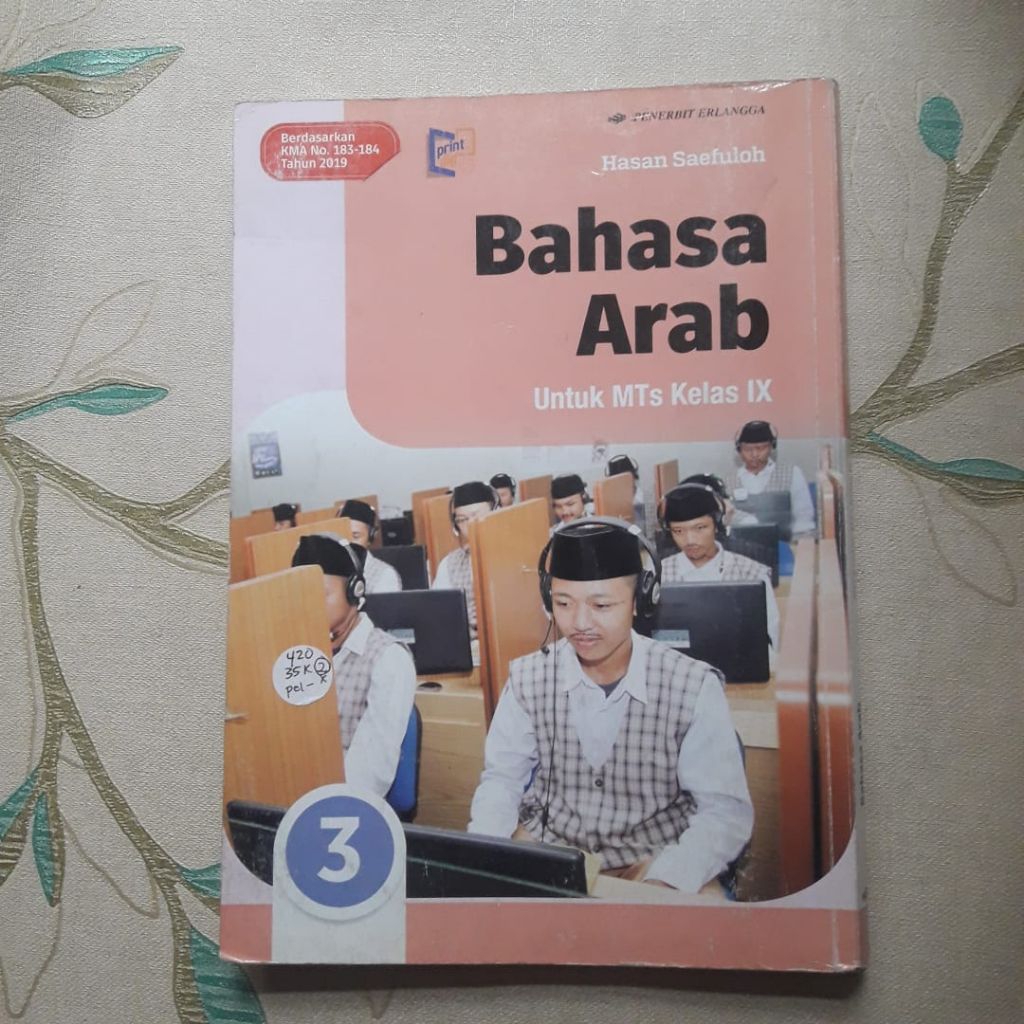 Berdasarkan
KMA No. 183-184
Tahun 2019
print
PENERBIT ERLANGGA
Hasan Saefuloh
Bahasa
Arab
Untuk MTs Kelas IX
420
35K 2
pel-
3